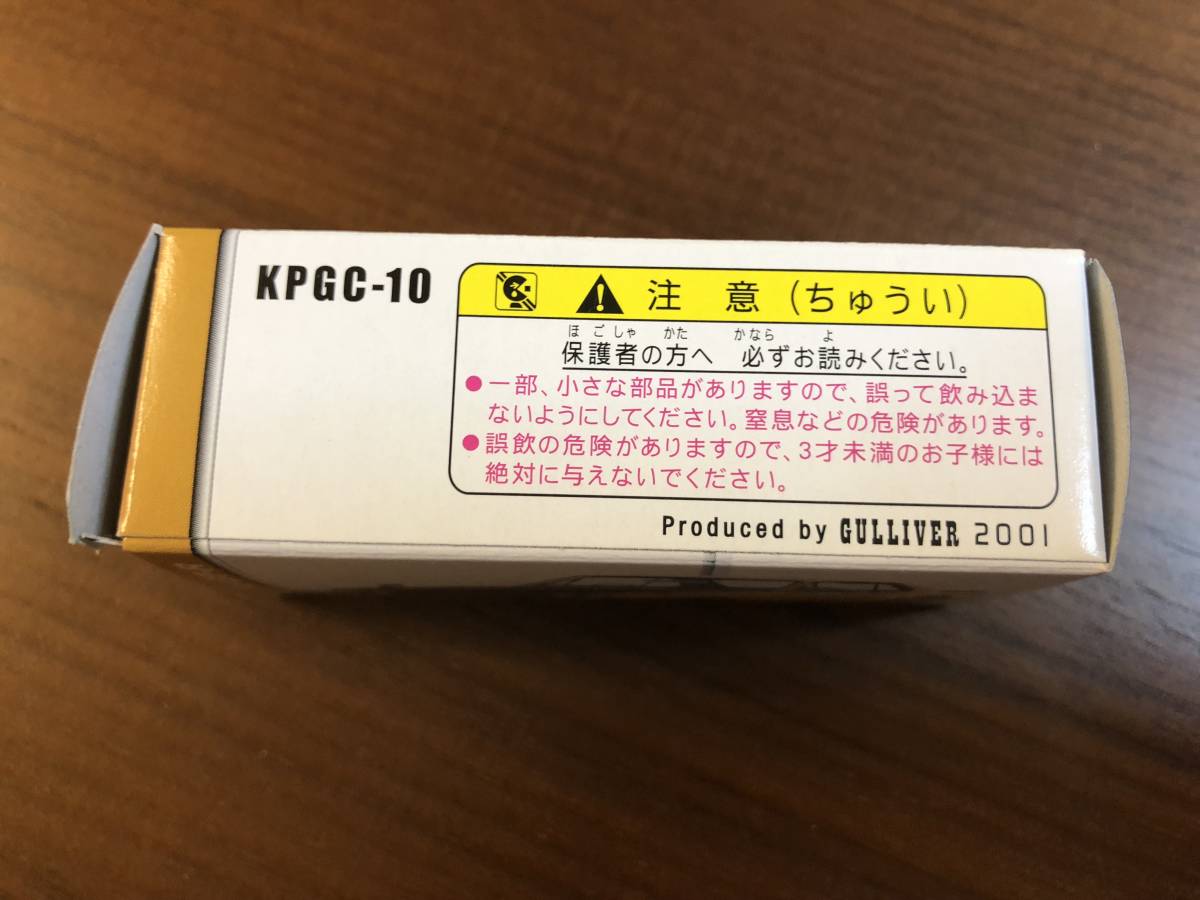 KPGC-10
注 意 (ちゅうい)
ほごしゃ かた かなら よ
保護者の方へ 必ずお読みください。
●一部、小さな部品がありますので、誤って飲み込ま
ないようにしてください。窒息などの危険があります。
●誤飲の危険がありますので、3才未満のお子様には
絶対に与えないでください。
Produced by GULLIVER 2001